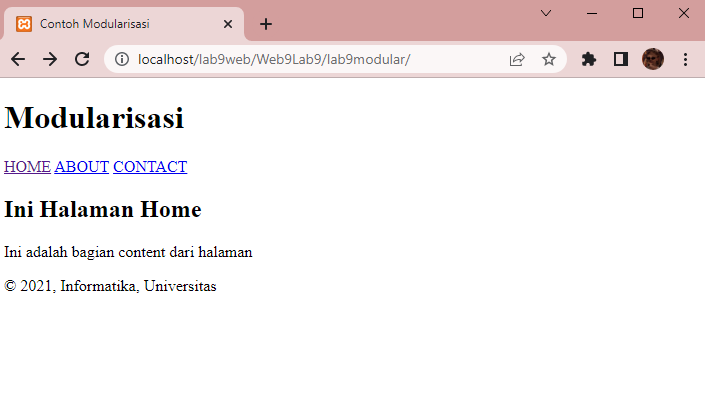 Contoh Modularisasi
localhost/lab9web/Web9Lab9/lab9modular/
Modularisasi
HOME ABOUT CONTACT
Ini Halaman Home
Ini adalah bagian content dari halaman
© 2021, Informatika, Universitas